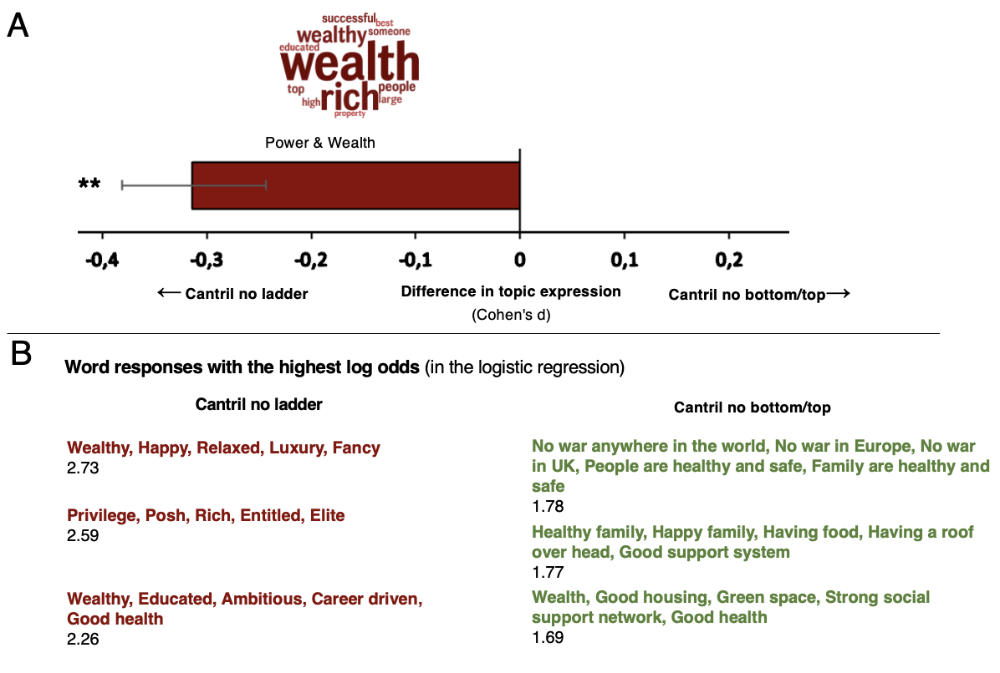 A
successful best
wealthy someone
educated
wealth
top rich people
high large
property
Power & Wealth
**
-0,4 -0,3 -0,2 -0,1 0 0,1 0,2
← Cantril no ladder Difference in topic expression Cantril no bottom/top→
(Cohen's d)
B
Word responses with the highest log odds (in the logistic regression)
Cantril no ladder
Wealthy, Happy, Relaxed, Luxury, Fancy
2.73
Privilege, Posh, Rich, Entitled, Elite
2.59
Wealthy, Educated, Ambitious, Career driven,
Good health
2.26
Cantril no bottom/top
No war anywhere in the world, No war in Europe, No war
in UK, People are healthy and safe, Family are healthy and
safe
1.78
Healthy family, Happy family, Having food, Having a roof
over head, Good support system
1.77
Wealth, Good housing, Green space, Strong social
support network, Good health
1.69